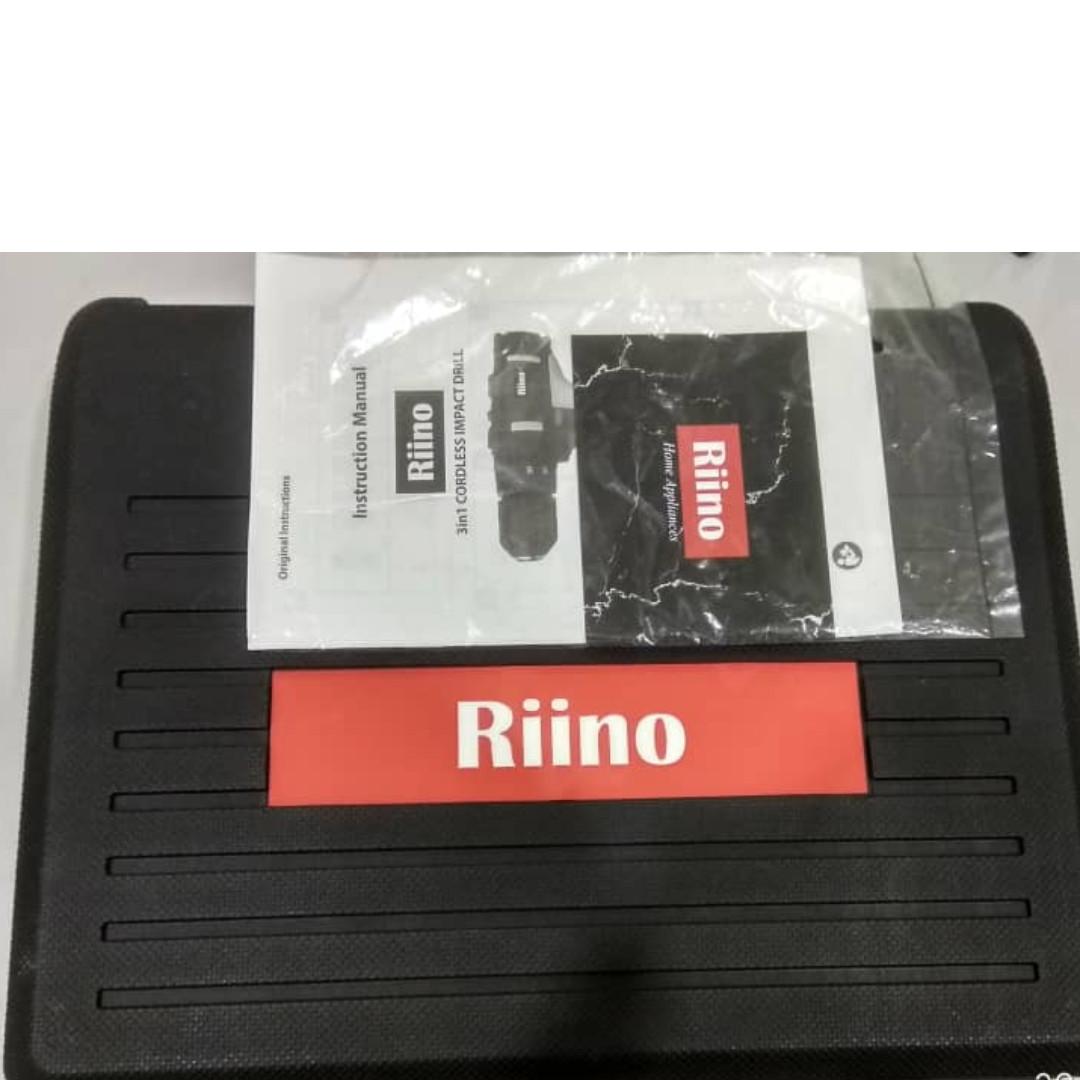 Original Instructions
Instruction Manual
Riino
3in1 CORDLESS IMPACT DRILL
Riino
Riino
Home Appliances
Riino